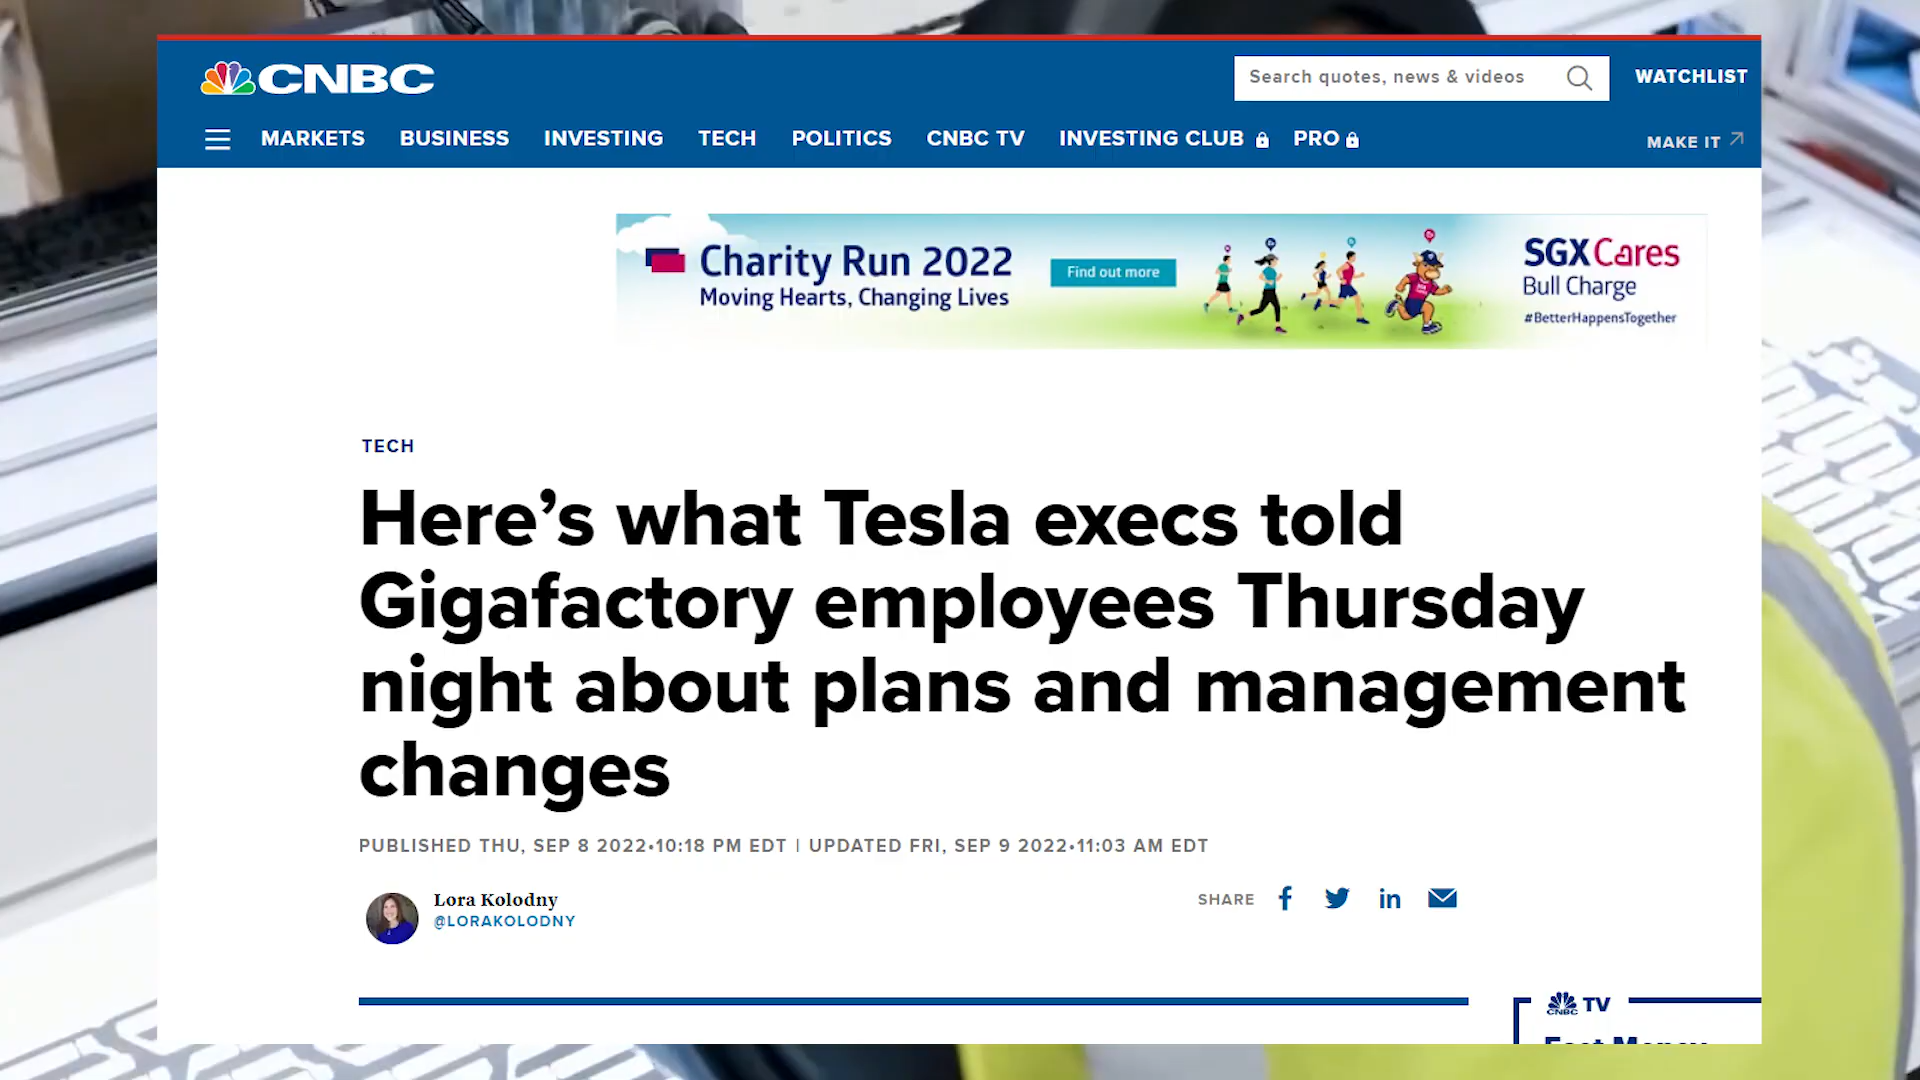 CNBC
Search quotes, news & videos
WATCHLIST
MARKETS BUSINESS INVESTING TECH POLITICS CNBC TV INVESTING CLUB PRO
MAKE IT
Charity Run 2022
Moving Hearts, Changing Lives
Find out more
SGX Cares
Bull Charge
#BetterHappensTogether
TECH
Here’s what Tesla execs told
Gigafactory employees Thursday
night about plans and management
changes
PUBLISHED THU, SEP 8 2022•10:18 PM EDT | UPDATED FRI, SEP 9 2022•11:03 AM EDT
Lora Kolodny
@LORAKOLODNY
SHARE
CNBC TV
Fast Money